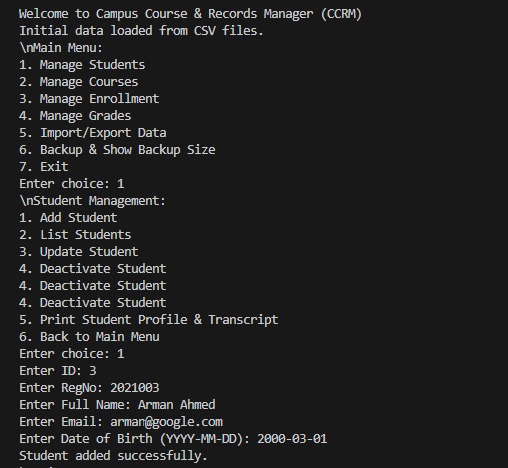 Welcome to Campus Course & Records Manager (CCRM)
Initial data loaded from CSV files.
\nMain Menu:
1. Manage Students
2. Manage Courses
3. Manage Enrollment
4. Manage Grades
5. Import/Export Data
6. Backup & Show Backup Size
7. Exit
Enter choice: 1
\nStudent Management:
1. Add Student
2. List Students
3. Update Student
4. Deactivate Student
4. Deactivate Student
4. Deactivate Student
5. Print Student Profile & Transcript
6. Back to Main Menu
Enter choice: 1
Enter ID: 3
Enter RegNo: 2021003
Enter Full Name: Arman Ahmed
Enter Email: arman@google.com
Enter Date of Birth (YYYY-MM-DD): 2000-03-01
Student added successfully.